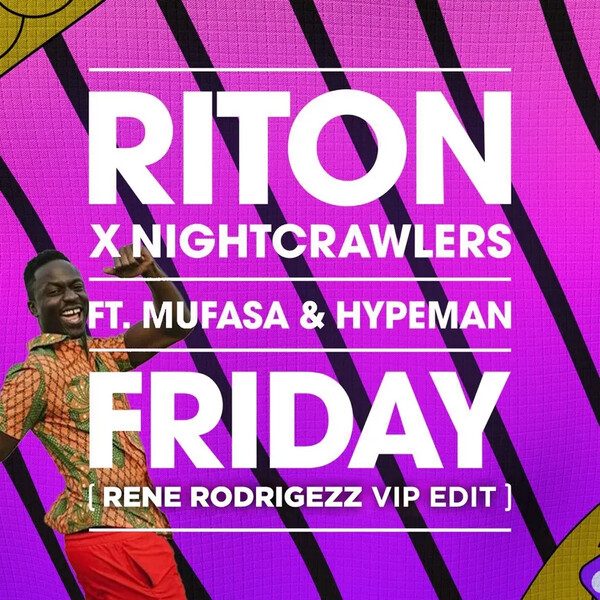 RITON
X NIGHTCRAWLERS
FT. MUFASA & HYPEMAN
FRIDAY
[ RENE RODRIGEZZ VIP EDIT ]